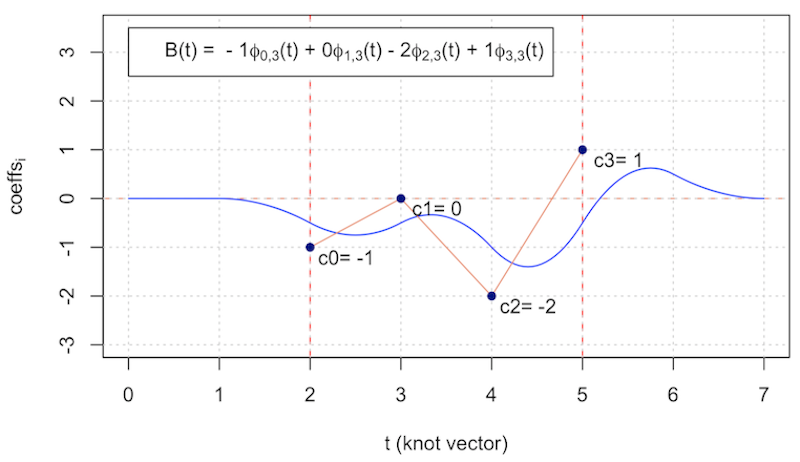 B(t) = - 1ϕ0,3(t) + 0ϕ1,3(t) - 2ϕ2,3(t) + 1ϕ3,3(t)
3
2
1
0
-1
-2
-3
coeffsi
c0= -1
c1= 0
c2= -2
c3= 1
0 1 2 3 4 5 6 7
t (knot vector)